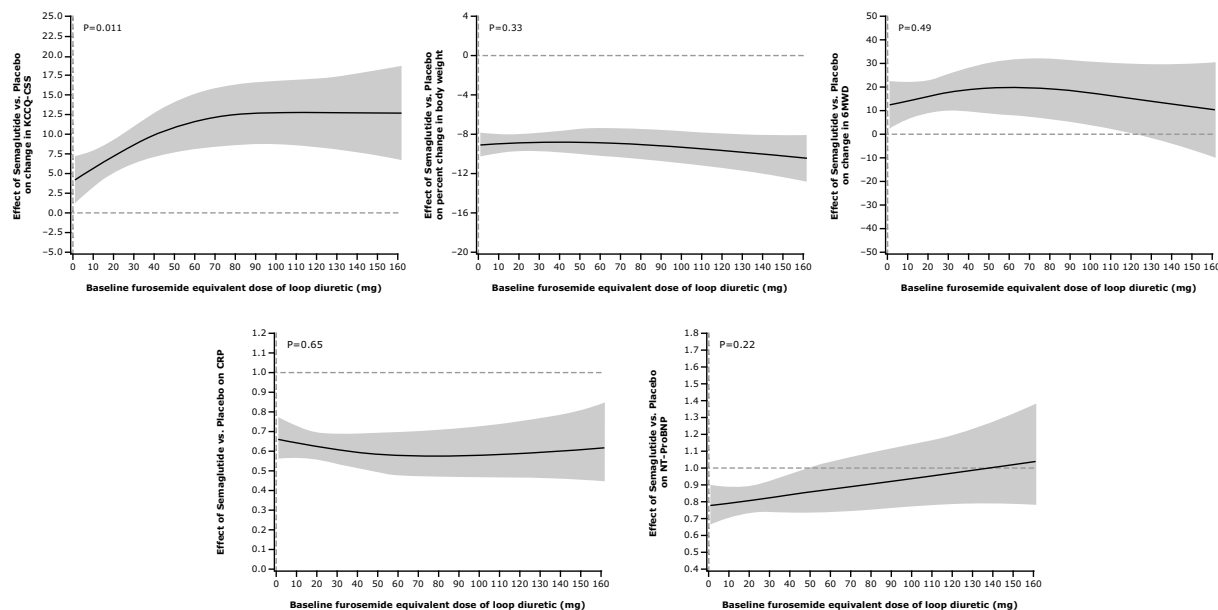 Effect of Semaglutide vs. Placebo
on change in KCCQ-CSS
25.0
22.5
20.0
17.5
15.0
12.5
10.0
7.5
5.0
2.5
0.0
−2.5
−5.0
P=0.011
0 10 20 30 40 50 60 70 80 90 100 110 120 130 140 150 160
Baseline furosemide equivalent dose of loop diuretic (mg)
Effect of Semaglutide vs. Placebo
on percent change in body weight
4
0
−4
−8
−12
−16
−20
P=0.33
0 10 20 30 40 50 60 70 80 90 100 110 120 130 140 150 160
Baseline furosemide equivalent dose of loop diuretic (mg)
Effect of Semaglutide vs. Placebo
on change in 6MWD
50
40
30
20
10
0
−10
−20
−30
−40
−50
P=0.49
0 10 20 30 40 50 60 70 80 90 100 110 120 130 140 150 160
Baseline furosemide equivalent dose of loop diuretic (mg)
Effect of Semaglutide vs. Placebo on CRP
1.2
1.1
1.0
0.9
0.8
0.7
0.6
0.5
0.4
0.3
0.2
0.1
0.0
P=0.65
0 10 20 30 40 50 60 70 80 90 100 110 120 130 140 150 160
Baseline furosemide equivalent dose of loop diuretic (mg)
Effect of Semaglutide vs. Placebo
on NT-ProBNP
1.8
1.7
1.6
1.5
1.4
1.3
1.2
1.1
1.0
0.9
0.8
0.7
0.6
0.5
0.4
P=0.22
0 10 20 30 40 50 60 70 80 90 100 110 120 130 140 150 160
Baseline furosemide equivalent dose of loop diuretic (mg)